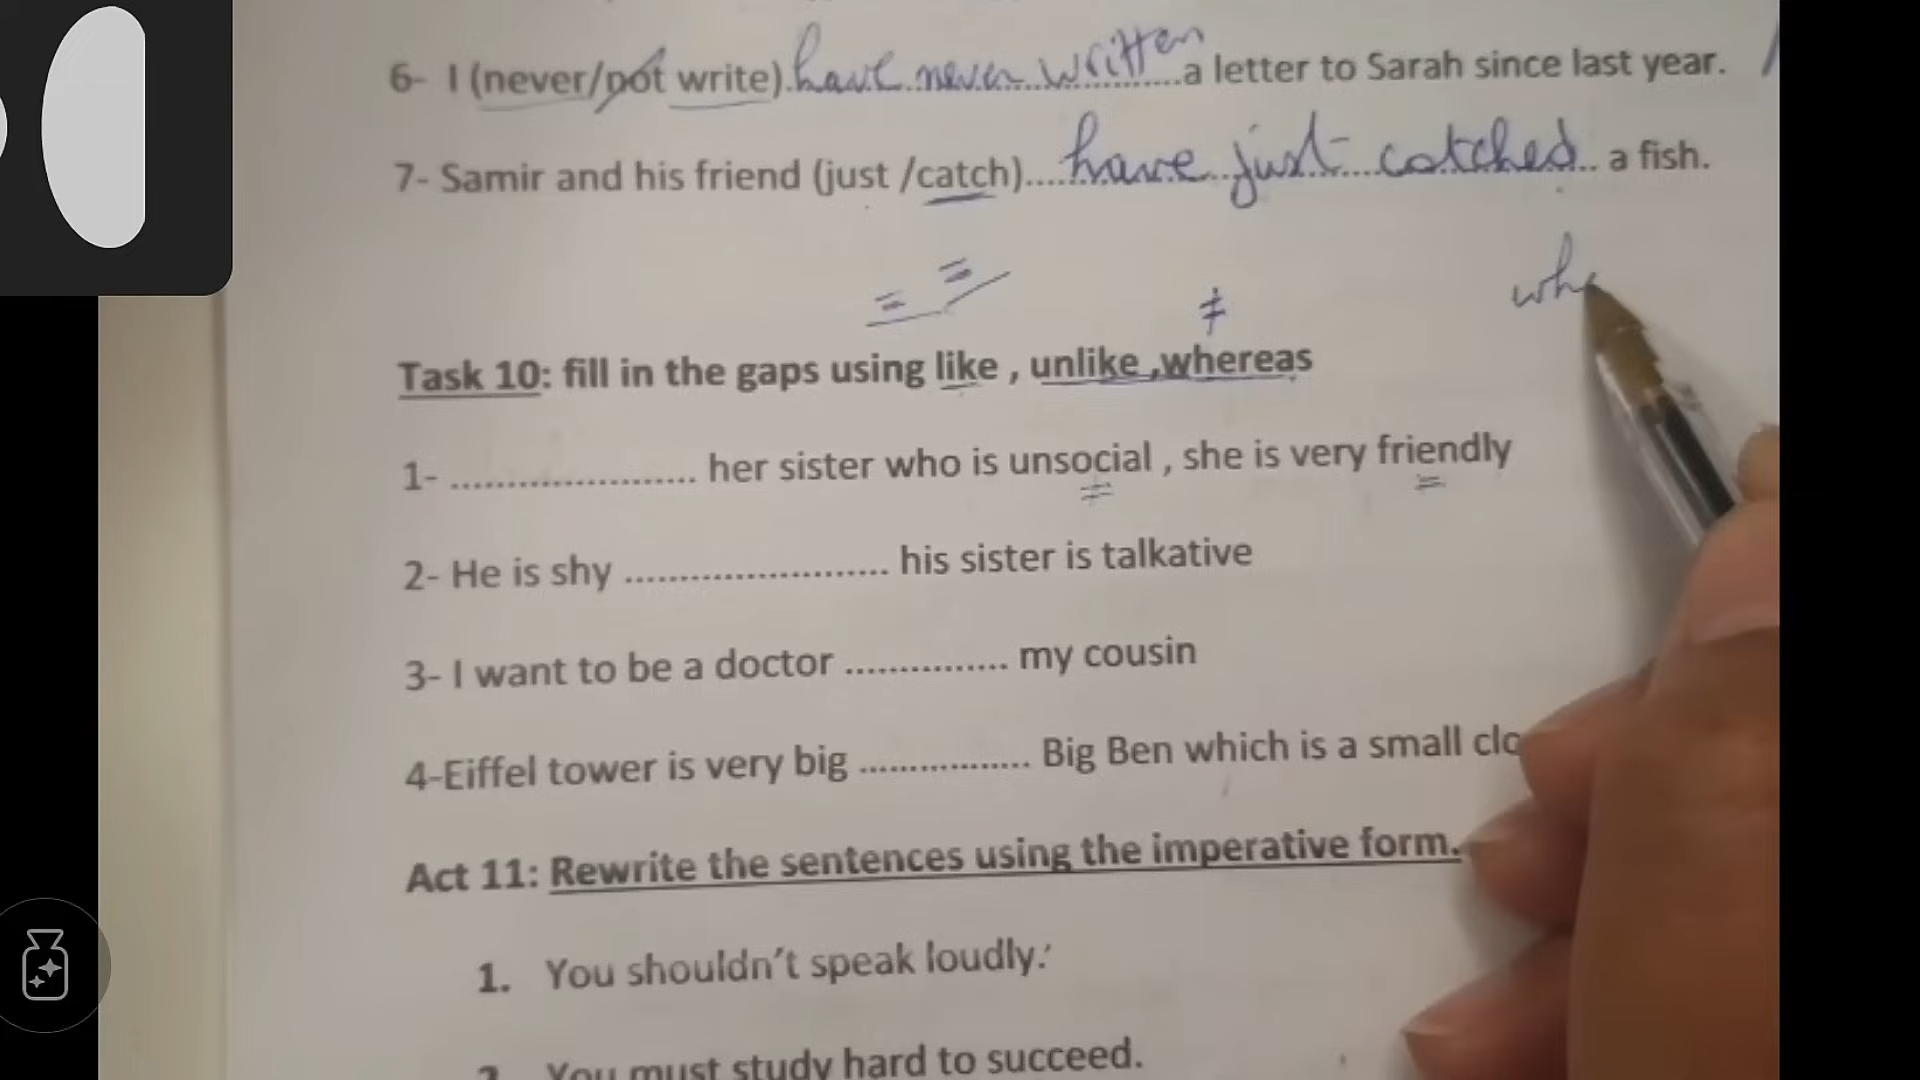 6- I (never/not write) have never written a letter to Sarah since last year.
7- Samir and his friend (just /catch)....have just catched.. a fish.
= =
≠
wh
Task 10: fill in the gaps using like , unlike ,whereas
1- ...................... her sister who is unsocial , she is very friendly
≠ =
2- He is shy ........................ his sister is talkative
3- I want to be a doctor ............... my cousin
4-Eiffel tower is very big ................ Big Ben which is a small
Act 11: Rewrite the sentences using the imperative form.
1. You shouldn't speak loudly.
You must study hard to succeed.